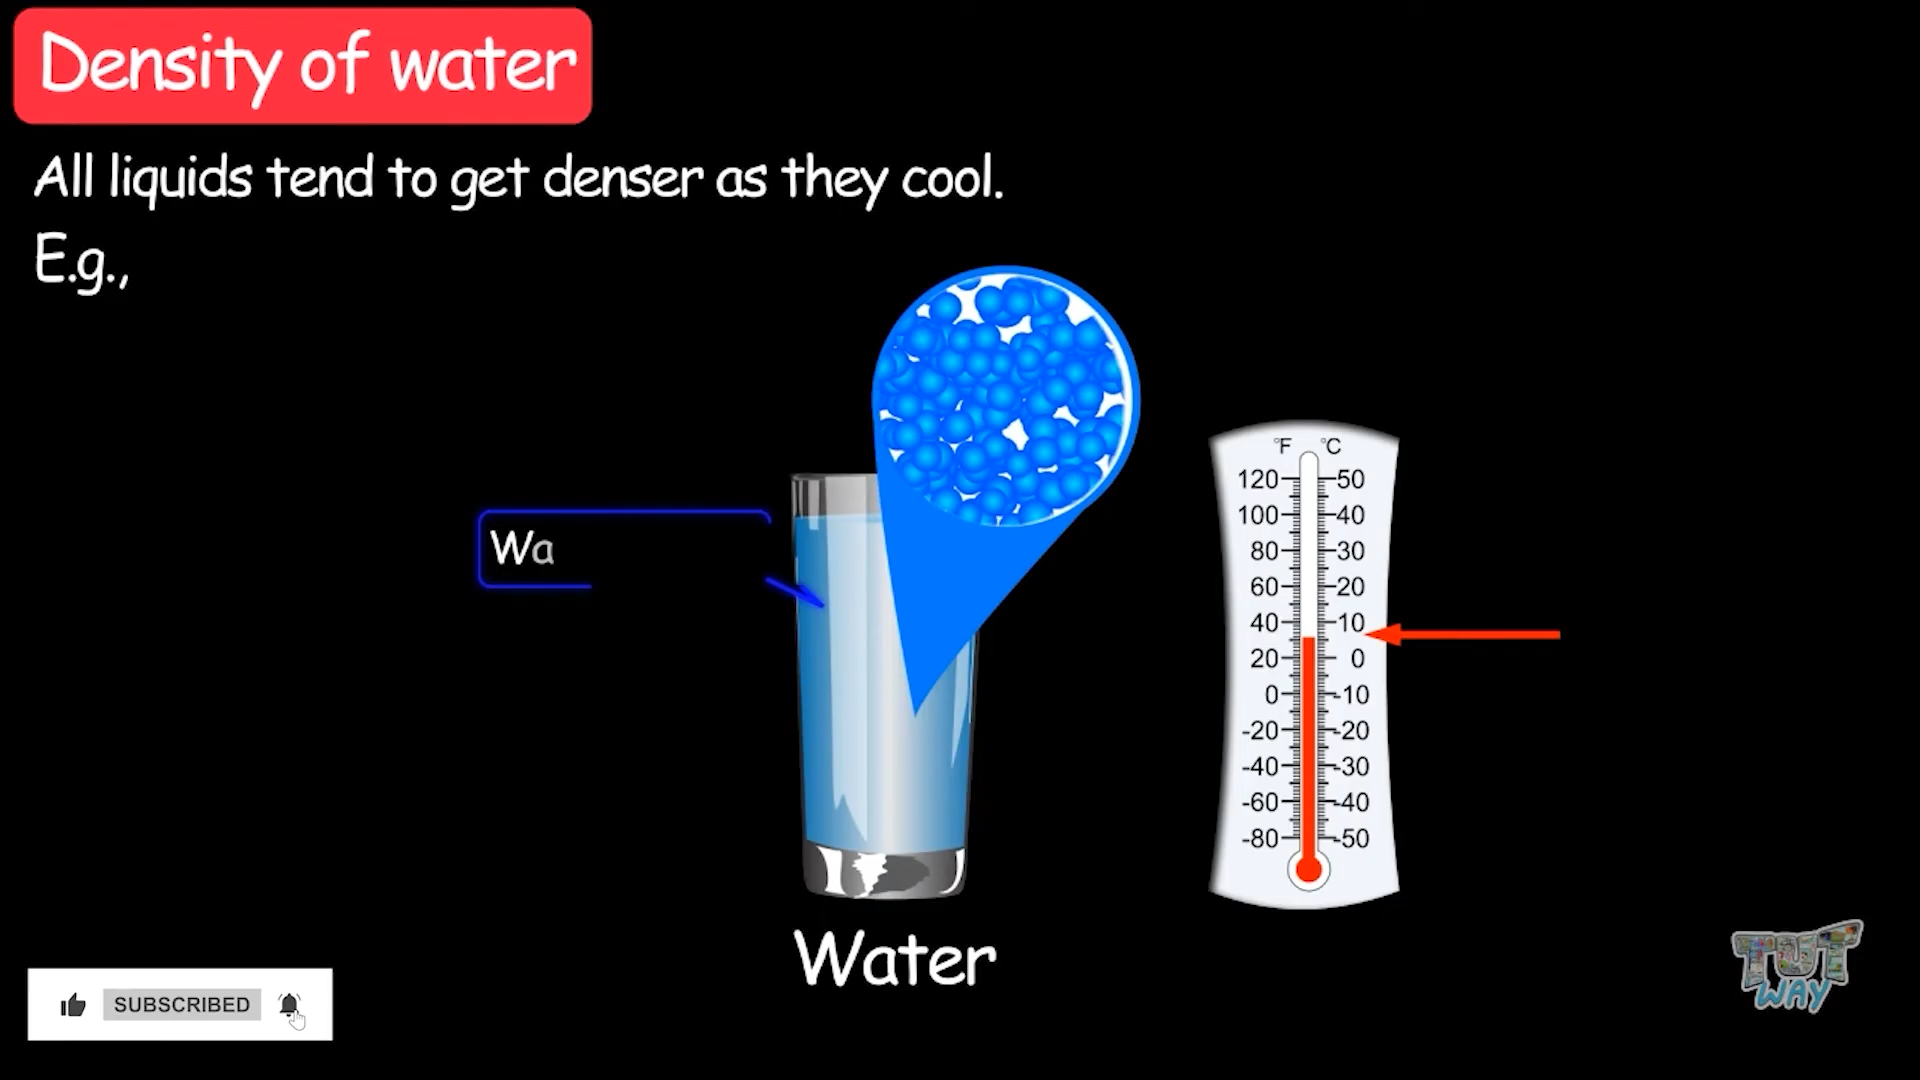 Density of water
All liquids tend to get denser as they cool.
E.g.,
Wa
°F °C
120 50
100 40
80 30
60 20
40 10
20 0
0 -10
-20 -20
-40 -30
-60 -40
-80 -50
Water
SUBSCRIBED
TUT
WAY